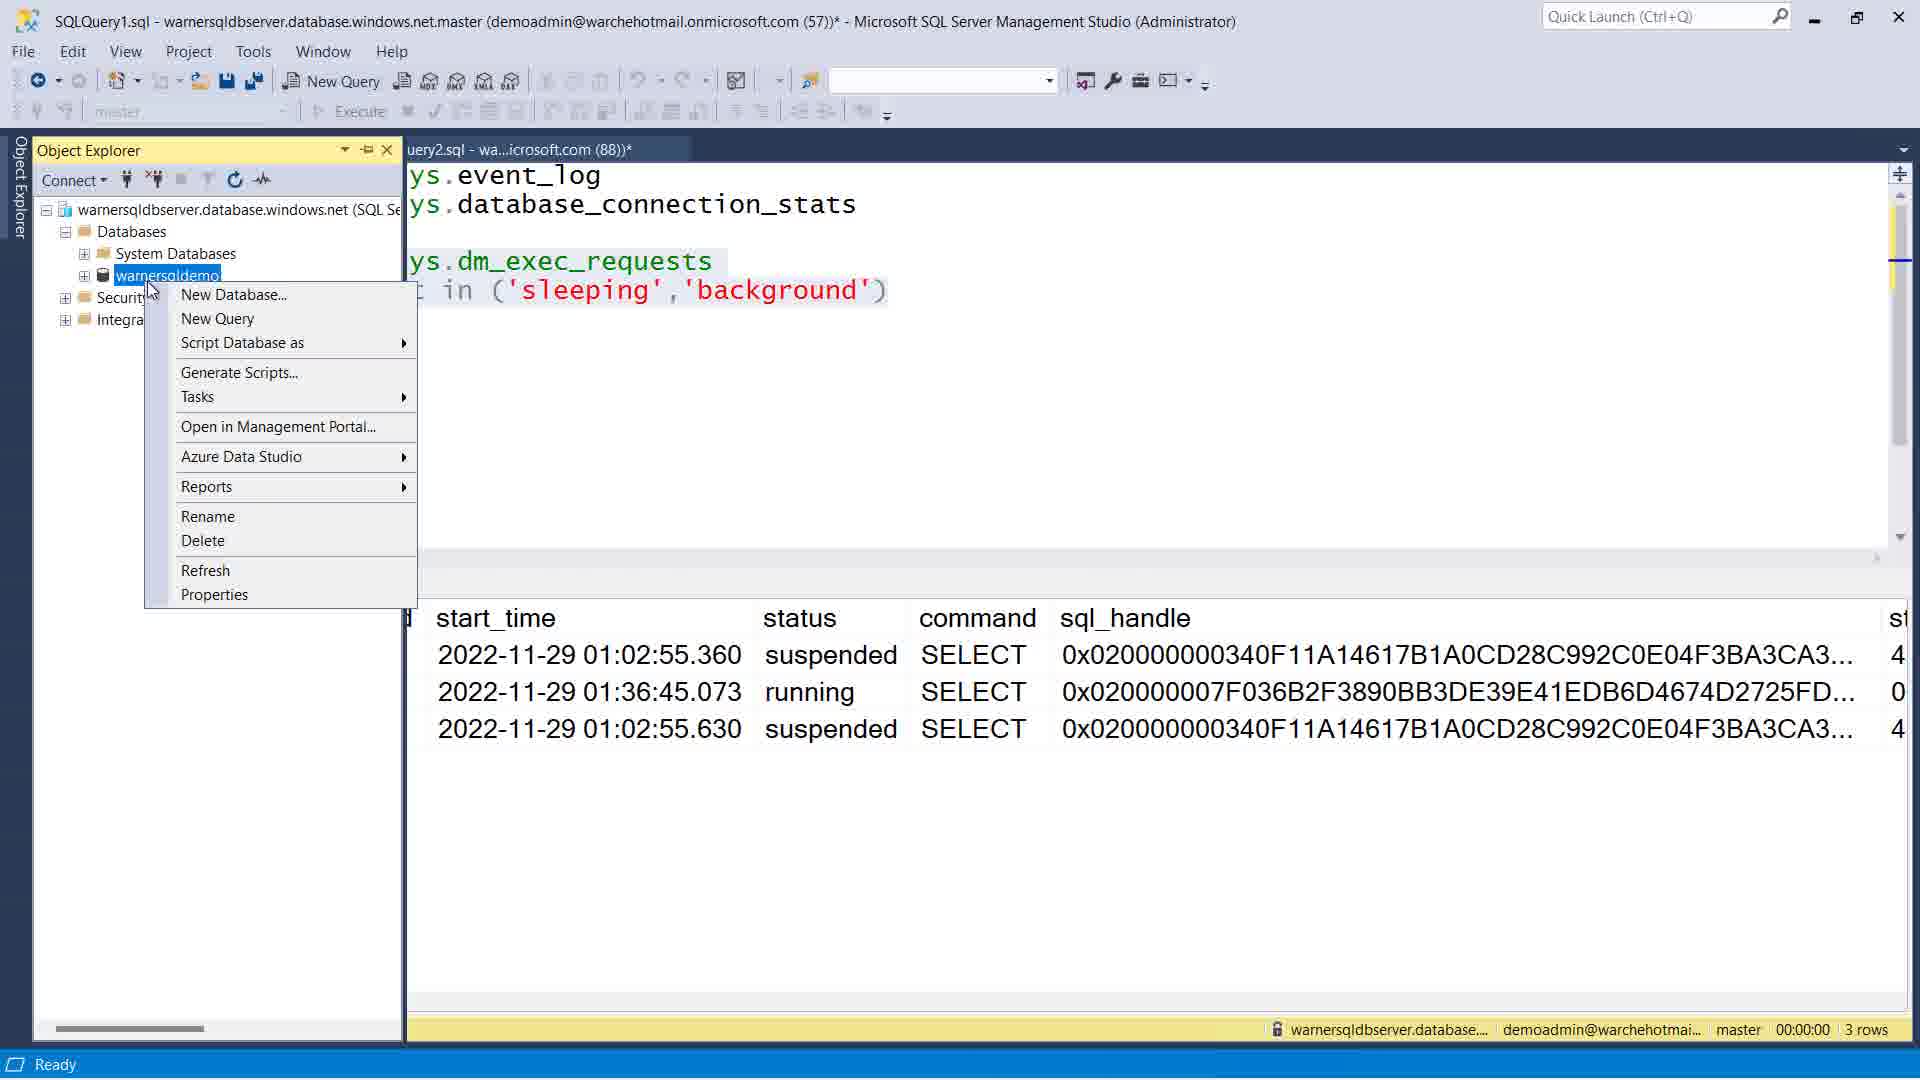 SQLQuery1.sql - warnersqldbserver.database.windows.net.master (demoadmin@warchehotmail.onmicrosoft.com (57))* - Microsoft SQL Server Management Studio (Administrator)
Quick Launch (Ctrl+Q)
File Edit View Project Tools Window Help
New Query
MDX DMX XMLA DAX
master
Execute
Object Explorer
Object Explorer
uery2.sql - wa...icrosoft.com (88))*
Connect
warnersqldbserver.database.windows.net (SQL Se
Databases
System Databases
warnersqldemo
Security
Integra
New Database...
New Query
Script Database as
Generate Scripts...
Tasks
Open in Management Portal...
Azure Data Studio
Reports
Rename
Delete
Refresh
Properties
ys.event_log
ys.database_connection_stats
ys.dm_exec_requests
t in ('sleeping','background')
start_time status command sql_handle st
2022-11-29 01:02:55.360 suspended SELECT 0x020000000340F11A14617B1A0CD28C992C0E04F3BA3CA3... 4
2022-11-29 01:36:45.073 running SELECT 0x020000007F036B2F3890BB3DE39E41EDB6D4674D2725FD... 0
2022-11-29 01:02:55.630 suspended SELECT 0x020000000340F11A14617B1A0CD28C992C0E04F3BA3CA3... 4
warnersqldbserver.database.... demoadmin@warchehotmai... master 00:00:00 3 rows
Ready